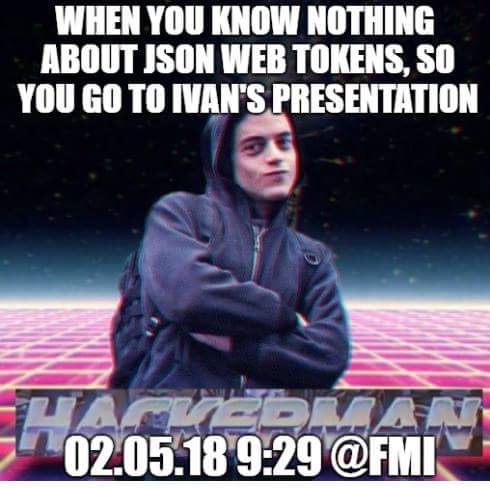 WHEN YOU KNOW NOTHING
ABOUT JSON WEB TOKENS, SO
YOU GO TO IVAN'S PRESENTATION
HACKERMAN
02.05.18 9:29 @FMI